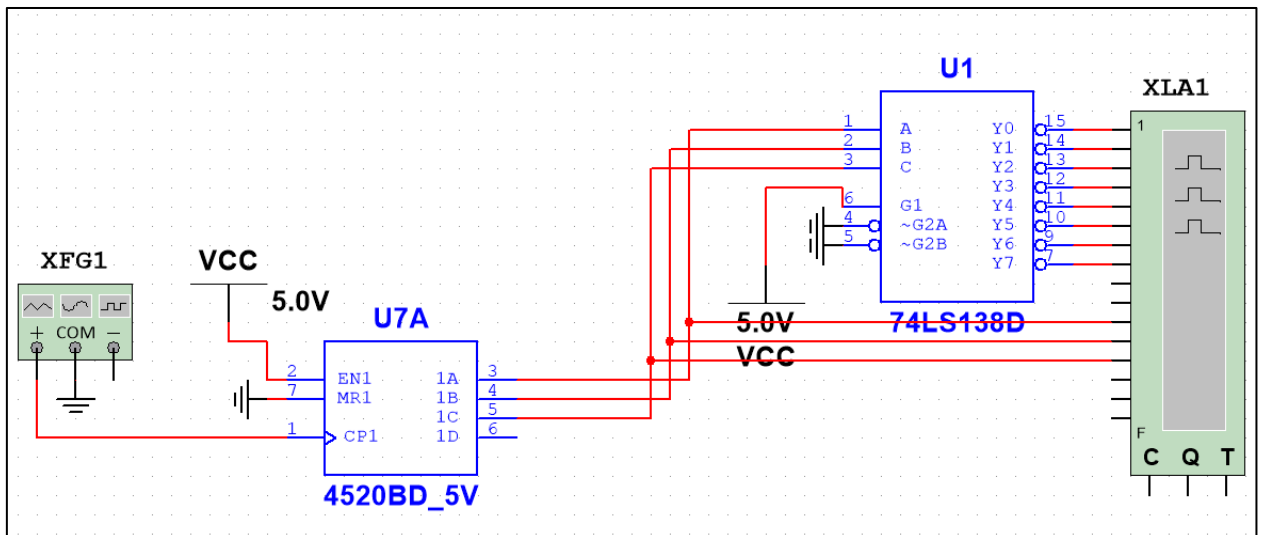 U1
XLA1
1 A Y0 15
2 B Y1 14
3 C Y2 13
Y3 12
6 G1 Y4 11
4 ~G2A Y5 10
5 ~G2B Y6 9
Y7 7
74LS138D
1
F
C Q T
5.0V
VCC
XFG1
+ COM −
VCC
5.0V
U7A
2 EN1 1A 3
7 MR1 1B 4
1C 5
1 CP1 1D 6
4520BD_5V